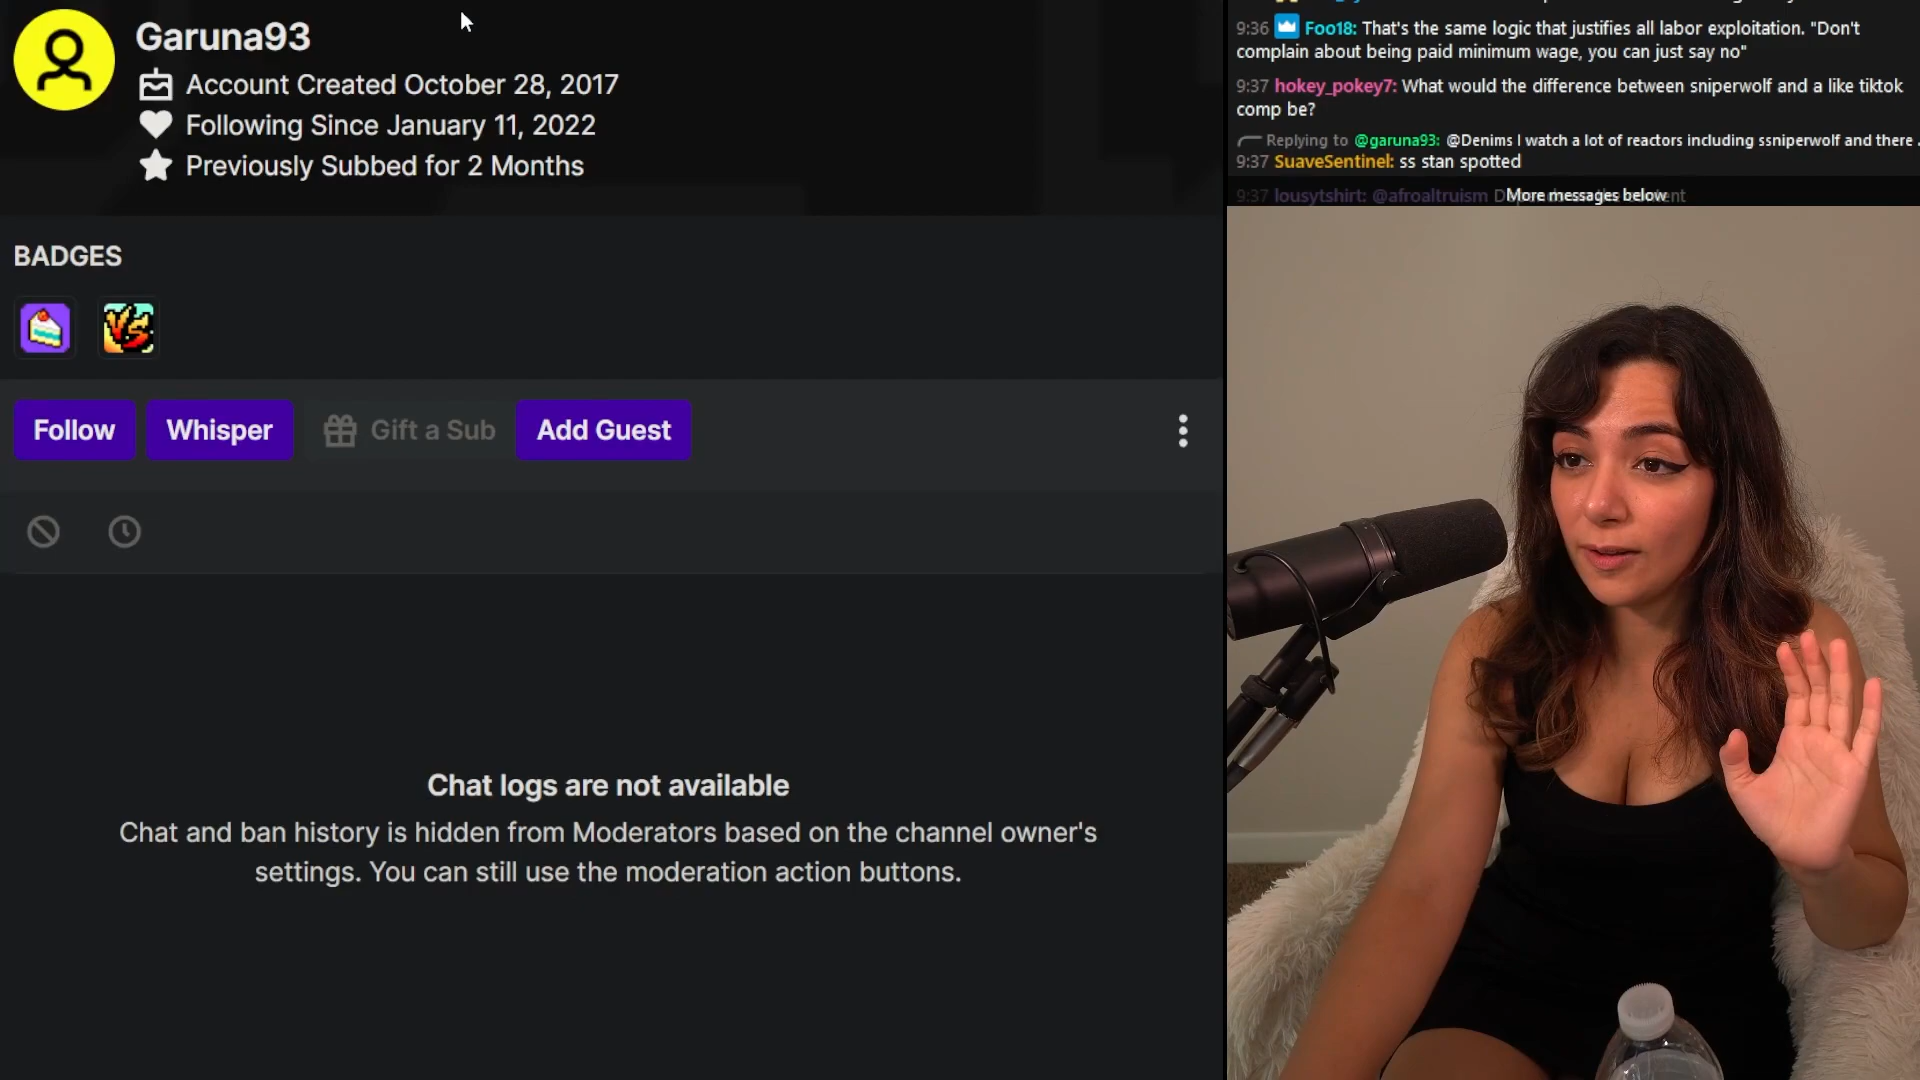 Garuna93
Account Created October 28, 2017
Following Since January 11, 2022
Previously Subbed for 2 Months
BADGES
VS
Follow
Whisper
Gift a Sub
Add Guest
Chat logs are not available
Chat and ban history is hidden from Moderators based on the channel owner's
settings. You can still use the moderation action buttons.
9:36 Foo18: That's the same logic that justifies all labor exploitation. "Don't
complain about being paid minimum wage, you can just say no"
9:37 hokey_pokey7: What would the difference between sniperwolf and a like tiktok
comp be?
Replying to @garuna93: @Denims I watch a lot of reactors including ssniperwolf and there .
9:37 SuaveSentinel: ss stan spotted
9:37 lousytshirt: @afroaltruism
More messages below